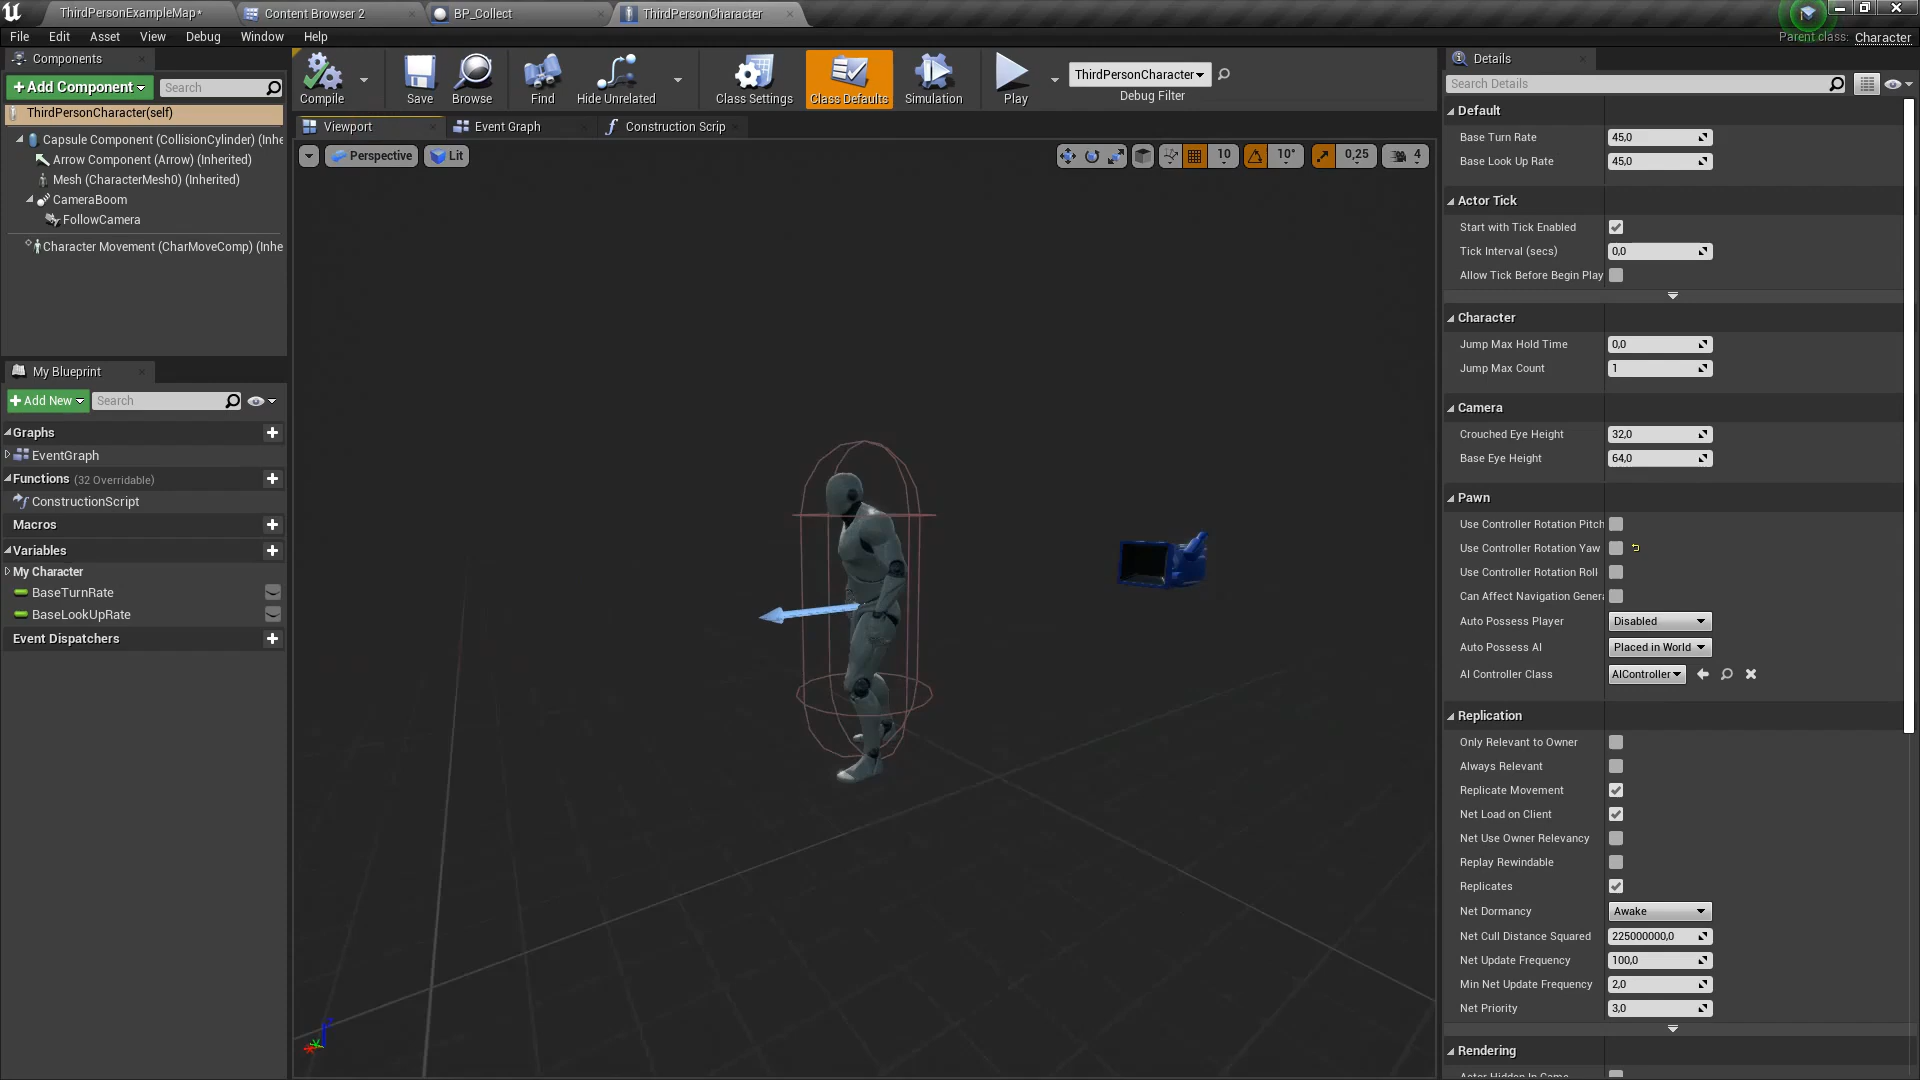 ThirdPersonExampleMap*
Content Browser 2
BP_Collect
ThirdPersonCharacter
File Edit Asset View Debug Window Help
Parent class: Character
Components
+Add Component
Search
ThirdPersonCharacter(self)
Capsule Component (CollisionCylinder) (Inhe
Arrow Component (Arrow) (Inherited)
Mesh (CharacterMesh0) (Inherited)
CameraBoom
FollowCamera
Character Movement (CharMoveComp) (Inhe
My Blueprint
+Add New
Search
Graphs
EventGraph
Functions (32 Overridable)
ConstructionScript
Macros
Variables
My Character
BaseTurnRate
BaseLookUpRate
Event Dispatchers
Compile
Save
Browse
Find
Hide Unrelated
Class Settings
Class Defaults
Simulation
Play
ThirdPersonCharacter
Debug Filter
Viewport
Event Graph
Construction Scrip
Perspective
Lit
10
10°
0,25
4
Details
Search Details
Default
Base Turn Rate 45,0
Base Look Up Rate 45,0
Actor Tick
Start with Tick Enabled
Tick Interval (secs) 0,0
Allow Tick Before Begin Play
Character
Jump Max Hold Time 0,0
Jump Max Count 1
Camera
Crouched Eye Height 32,0
Base Eye Height 64,0
Pawn
Use Controller Rotation Pitch
Use Controller Rotation Yaw
Use Controller Rotation Roll
Can Affect Navigation Genera
Auto Possess Player Disabled
Auto Possess AI Placed in World
AI Controller Class AIController
Replication
Only Relevant to Owner
Always Relevant
Replicate Movement
Net Load on Client
Net Use Owner Relevancy
Replay Rewindable
Replicates
Net Dormancy Awake
Net Cull Distance Squared 225000000,0
Net Update Frequency 100,0
Min Net Update Frequency 2,0
Net Priority 3,0
Rendering
Actor Hidden In Game